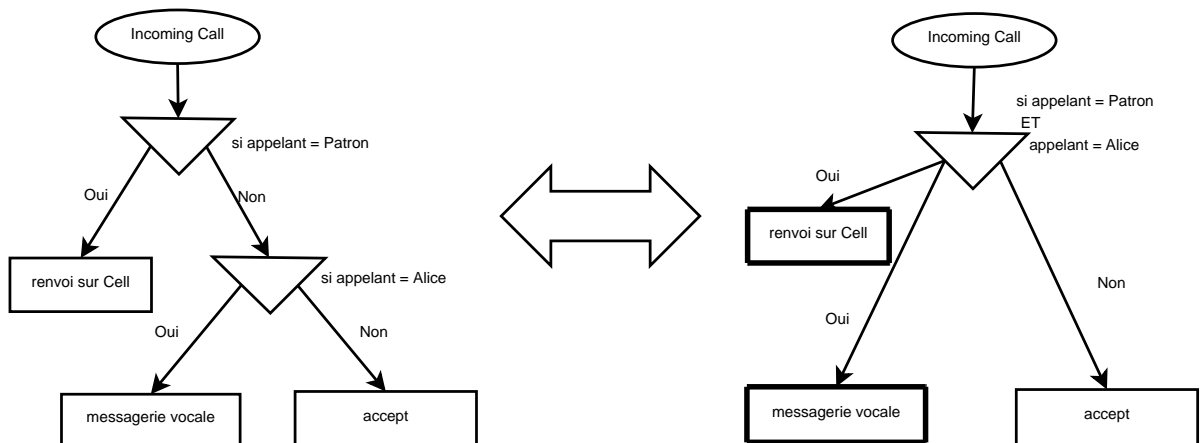 Incoming Call
si appelant = Patron
Oui
Non
renvoi sur Cell
si appelant = Alice
Oui
Non
messagerie vocale
accept
Incoming Call
si appelant = Patron
ET
appelant = Alice
Oui
renvoi sur Cell
Non
Oui
messagerie vocale
accept